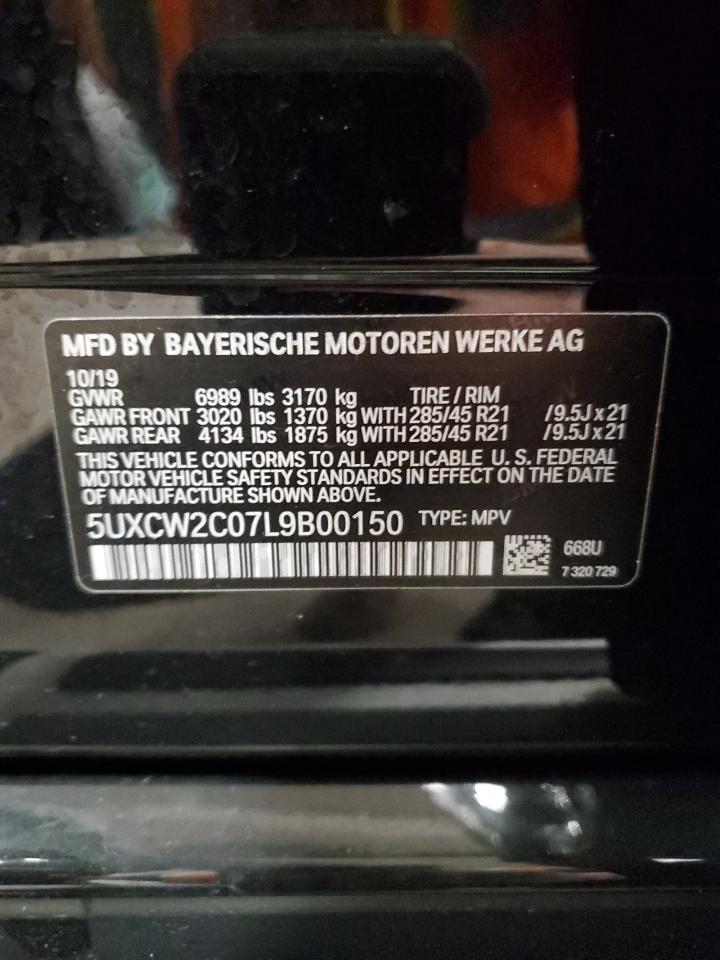 MFD BY BAYERISCHE MOTOREN WERKE AG
10/19
GVWR 6989 lbs 3170 kg TIRE / RIM
GAWR FRONT 3020 lbs 1370 kg WITH 285/45 R21 /9.5J x 21
GAWR REAR 4134 lbs 1875 kg WITH 285/45 R21 /9.5J x 21
THIS VEHICLE CONFORMS TO ALL APPLICABLE U. S. FEDERAL
MOTOR VEHICLE SAFETY STANDARDS IN EFFECT ON THE DATE
OF MANUFACTURE SHOWN ABOVE.
5UXCW2C07L9B00150 TYPE: MPV
668U
7 320 729